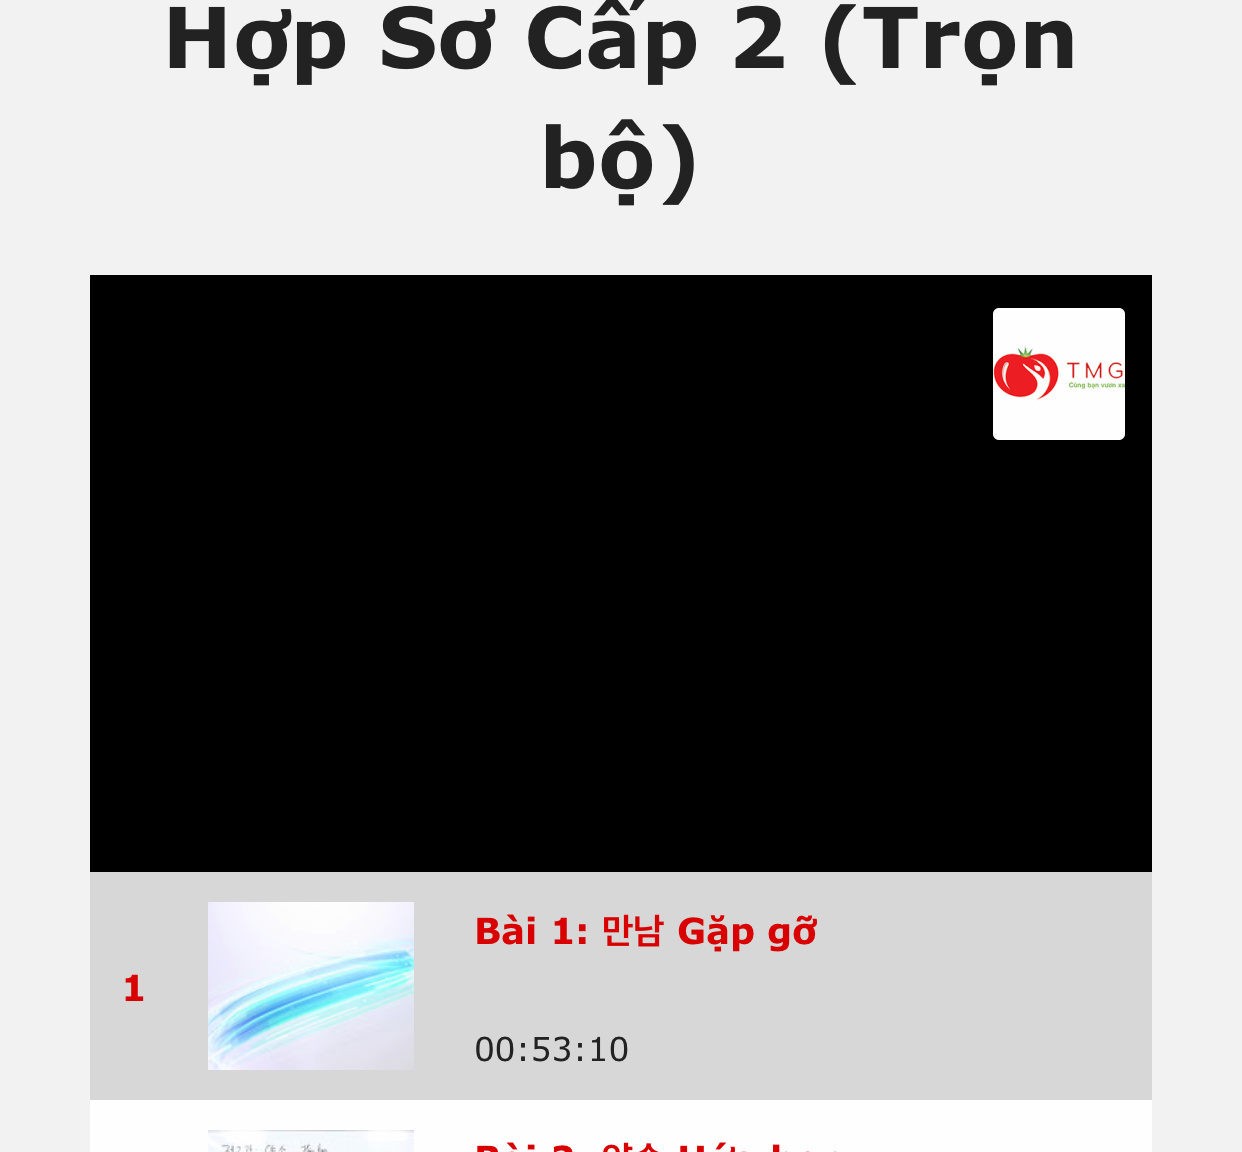 Hợp Sơ Cấp 2 (Trọn
bộ)
TMG
Cùng bạn vươn xa
Bài 1: 만남 Gặp gỡ
1
00:53:10
Bài 2: 약속 Hứa hẹn